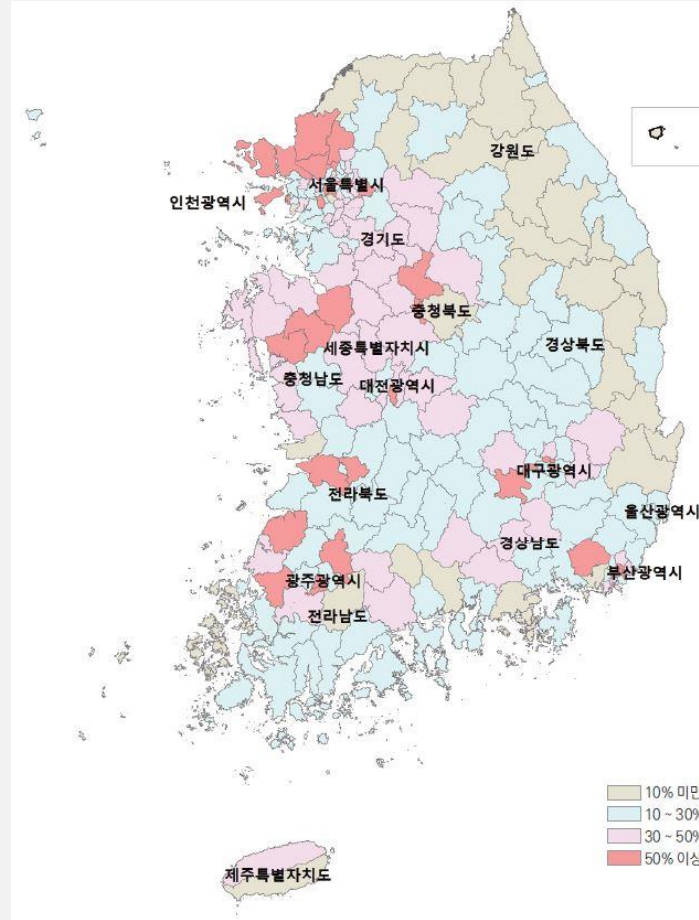 강원도
서울특별시
인천광역시
경기도
충청북도
세종특별자치시
경상북도
충청남도
대전광역시
대구광역시
전라북도
울산광역시
경상남도
광주광역시
부산광역시
전라남도
제주특별자치도
10% 미만
10 ~ 30%
30 ~ 50%
50% 이상